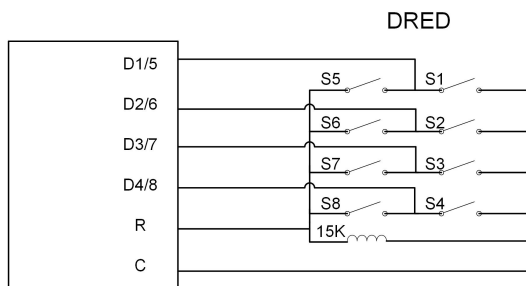 DRED
D1/5
S5 S1
D2/6
S6 S2
D3/7
S7 S3
D4/8
S8 S4
R
15K
C